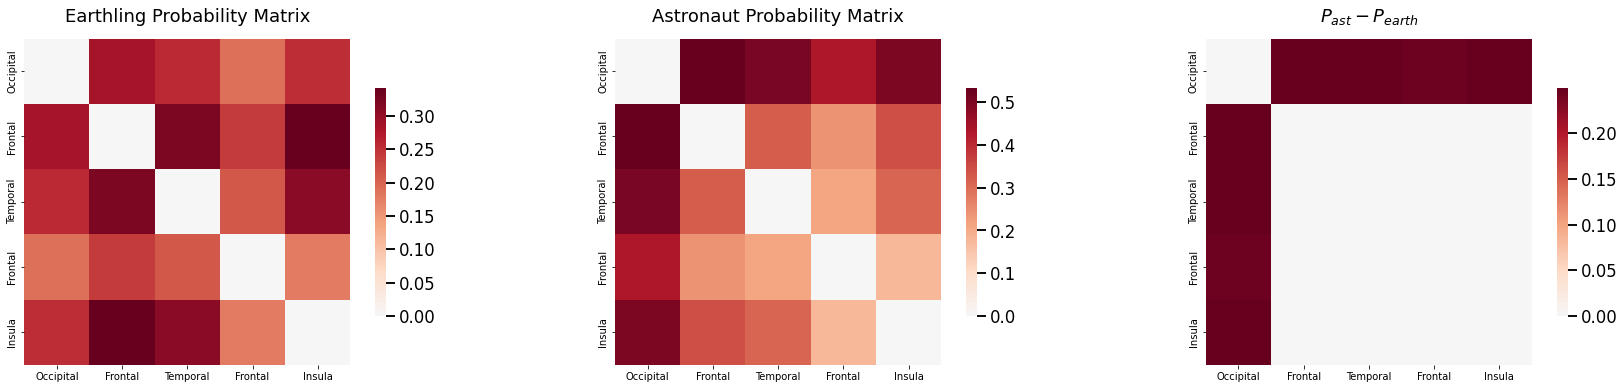 Earthling Probability Matrix
Occipital
Frontal
Temporal
Frontal
Insula
Occipital Frontal Temporal Frontal Insula
0.30
0.25
0.20
0.15
0.10
0.05
0.00
Astronaut Probability Matrix
Occipital
Frontal
Temporal
Frontal
Insula
Occipital Frontal Temporal Frontal Insula
0.5
0.4
0.3
0.2
0.1
0.0
P_ast − P_earth
Occipital
Frontal
Temporal
Frontal
Insula
Occipital Frontal Temporal Frontal Insula
0.20
0.15
0.10
0.05
0.00